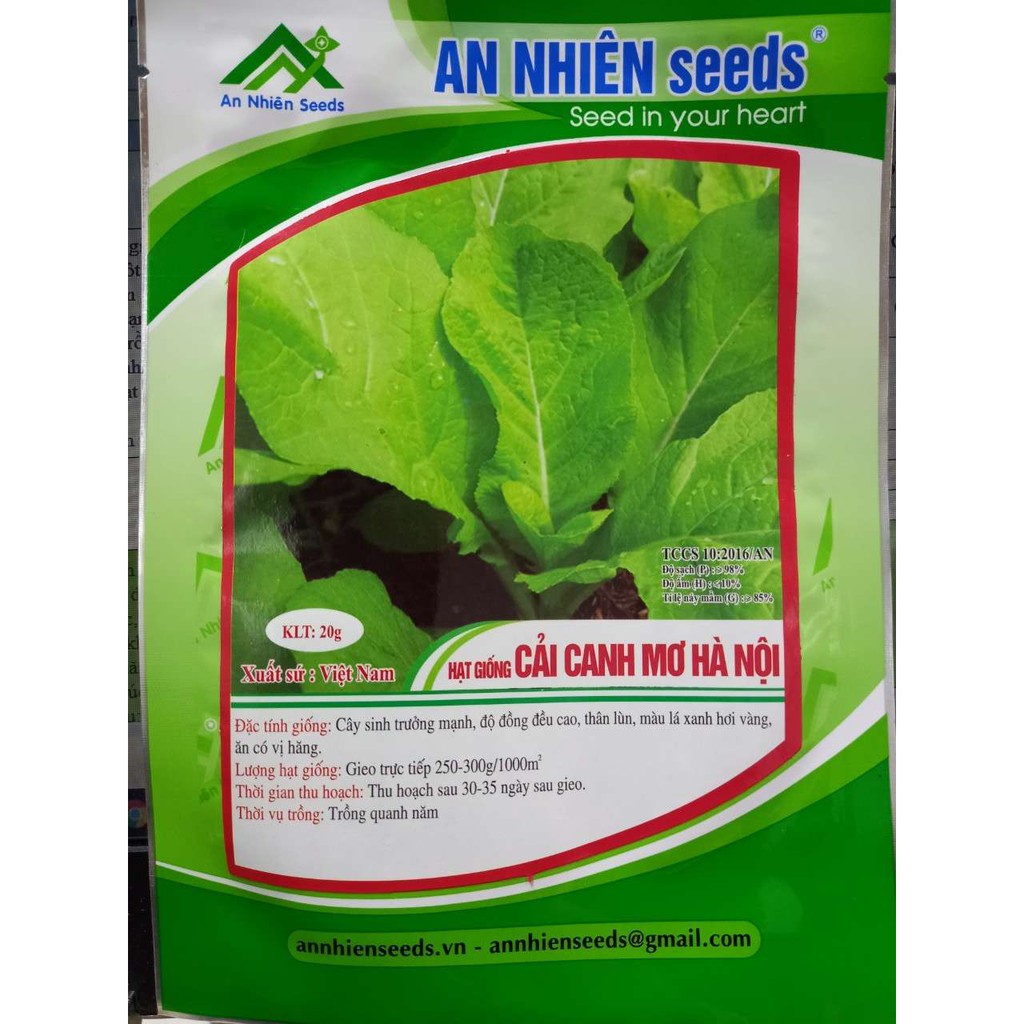 An Nhiên Seeds
AN NHIÊN seeds®
Seed in your heart
TCCS 10:2016/AN
Độ sạch (P) : > 98%
Độ ẩm (H) : <10%
Tỉ lệ nảy mầm (G) : > 85%
KLT: 20g
Xuất sứ : Việt Nam
HẠT GIỐNG CẢI CANH MƠ HÀ NỘI
Đặc tính giống: Cây sinh trưởng mạnh, độ đồng đều cao, thân lùn, màu lá xanh hơi vàng,
ăn có vị hăng.
Lượng hạt giống: Gieo trực tiếp 250-300g/1000m²
Thời gian thu hoạch: Thu hoạch sau 30-35 ngày sau gieo.
Thời vụ trồng: Trồng quanh năm
annhienseeds.vn - annhienseeds@gmail.com